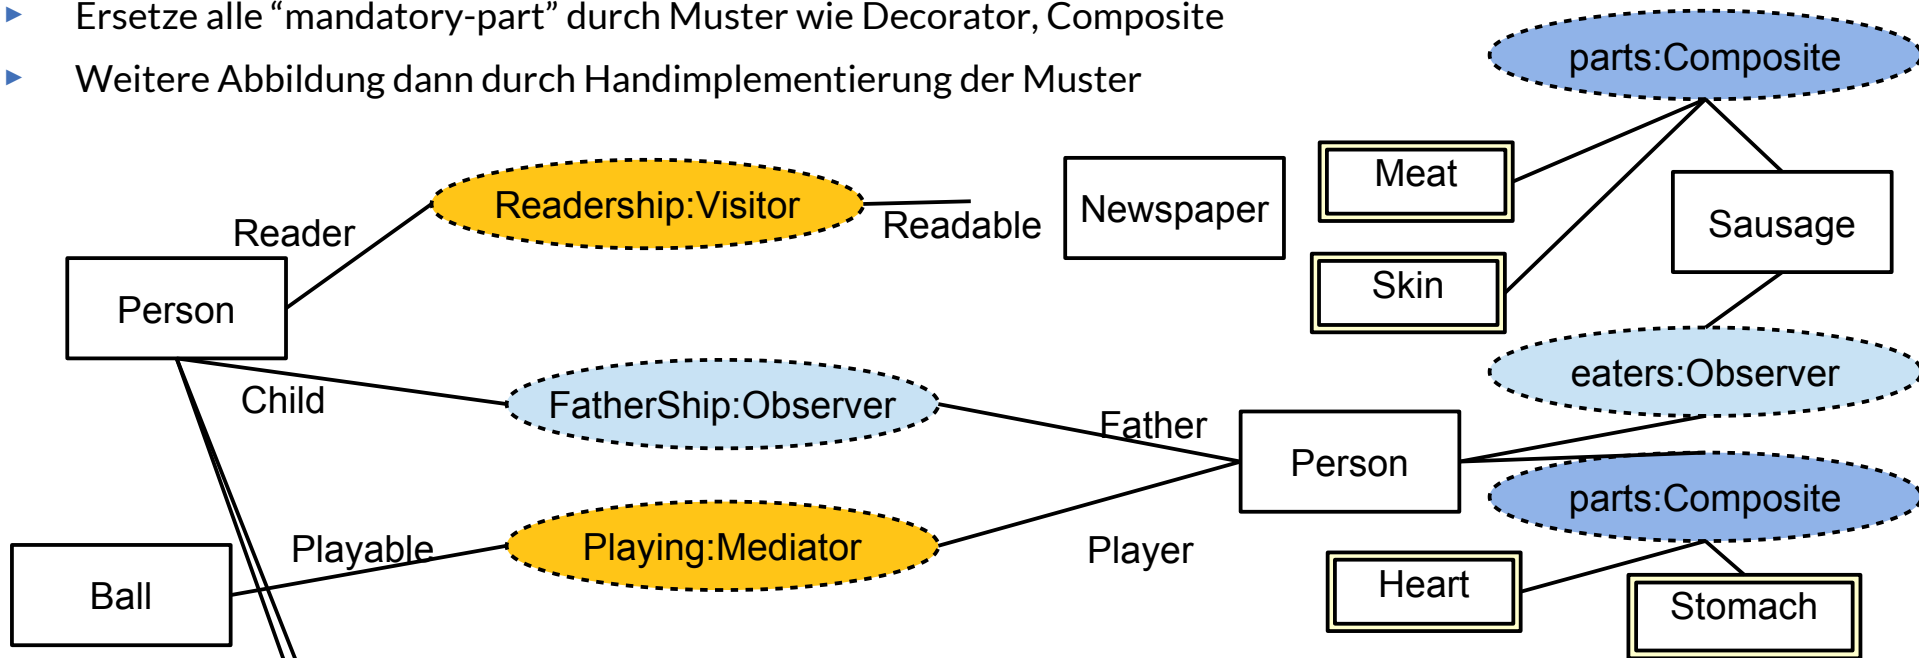 ▶ Ersetze alle “mandatory-part” durch Muster wie Decorator, Composite
▶ Weitere Abbildung dann durch Handimplementierung der Muster
parts:Composite
Meat
Readership:Visitor
Newspaper
Readable
Reader
Sausage
Skin
Person
eaters:Observer
Child
FatherShip:Observer
Father
Person
parts:Composite
Playable
Playing:Mediator
Player
Heart
Ball
Stomach